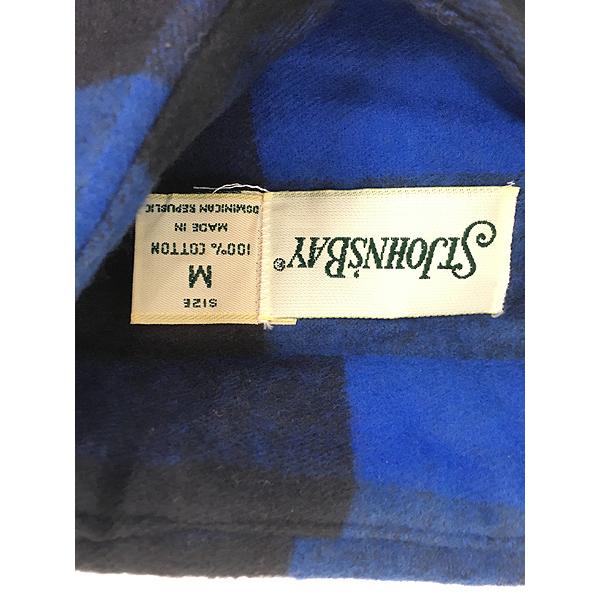 ST JOHN'S BAY®
SIZE
M
100% COTTON
MADE IN
DOMINICAN REPUBLIC